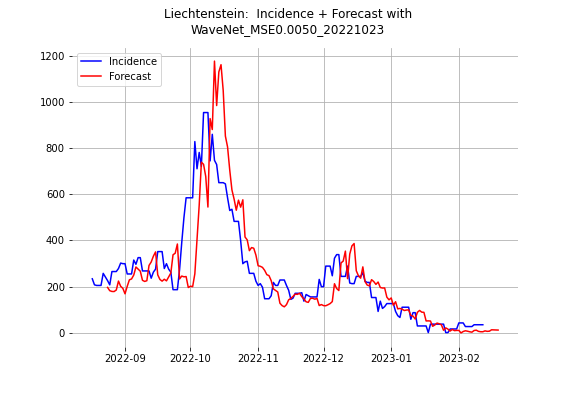 Liechtenstein:  Incidence + Forecast with
WaveNet_MSE0.0050_20221023
Incidence
Forecast
1200
1000
800
600
400
200
0
2022-09 2022-10 2022-11 2022-12 2023-01 2023-02